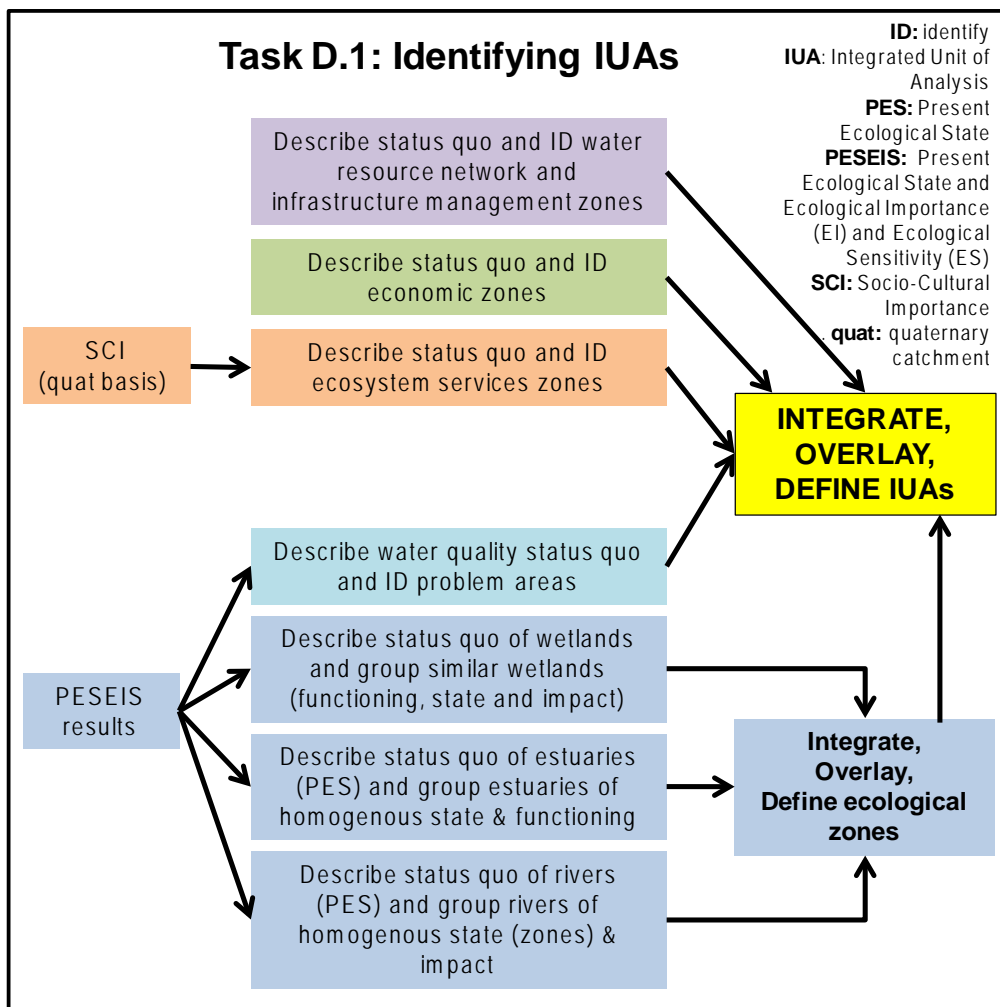 Task D.1: Identifying IUAs
ID: identify
IUA: Integrated Unit of
Analysis
PES: Present
Ecological State
PESEIS: Present
Ecological State and
Ecological Importance
(EI) and Ecological
Sensitivity (ES)
SCI: Socio-Cultural
Importance
. quat: quaternary
catchment
Describe status quo and ID water
resource network and
infrastructure management zones
Describe status quo and ID
economic zones
SCI
(quat basis)
Describe status quo and ID
ecosystem services zones
INTEGRATE,
OVERLAY,
DEFINE IUAs
Describe water quality status quo
and ID problem areas
Describe status quo of wetlands
and group similar wetlands
(functioning, state and impact)
PESEIS
results
Describe status quo of estuaries
(PES) and group estuaries of
homogenous state & functioning
Integrate,
Overlay,
Define ecological
zones
Describe status quo of rivers
(PES) and group rivers of
homogenous state (zones) &
impact